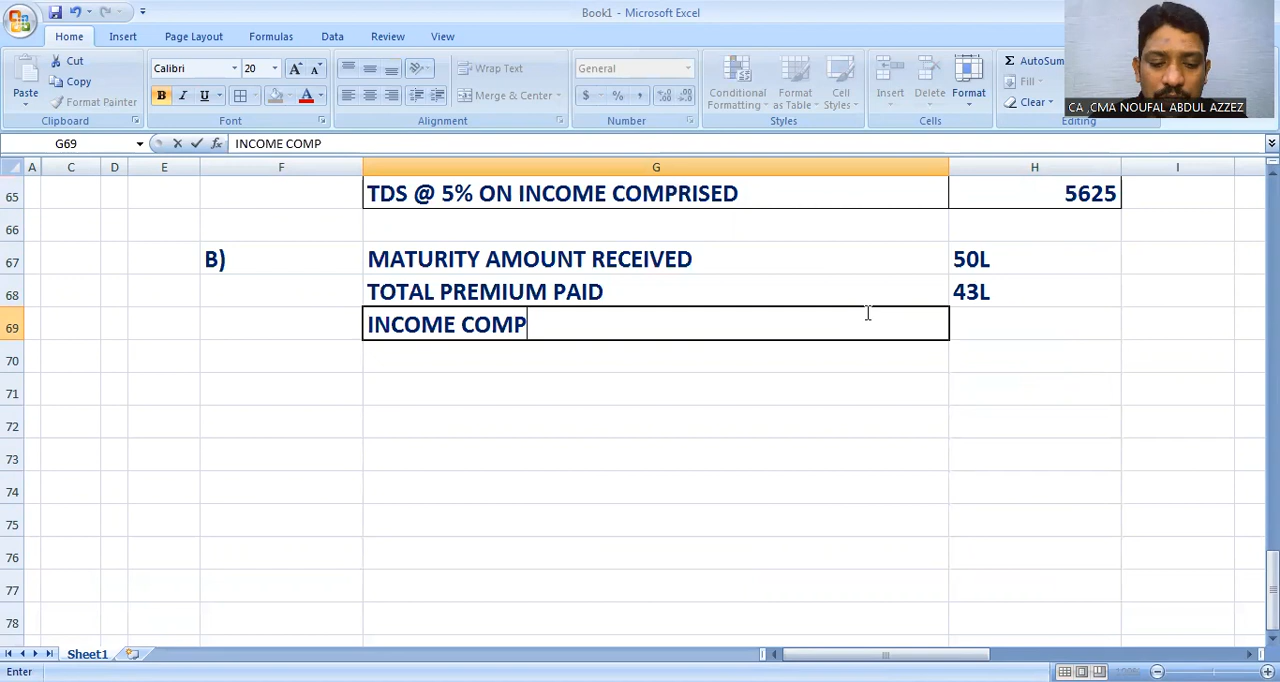 Book1 - Microsoft Excel
Home Insert Page Layout Formulas Data Review View
Paste Cut Copy Format Painter
Calibri 20 A A B I U A
Wrap Text Merge & Center
General $ % ,
Conditional Formatting Format as Table Cell Styles
Insert Delete Format
Σ AutoSum Fill Clear
Clipboard Font Alignment Number Styles Cells Editing
CA ,CMA NOUFAL ABDUL AZZEZ
G69 fx INCOME COMP
A C D E F G H I
65 TDS @ 5% ON INCOME COMPRISED 5625
66
67 B) MATURITY AMOUNT RECEIVED 50L
68 TOTAL PREMIUM PAID 43L
69 INCOME COMP
70
71
72
73
74
75
76
77
78
Sheet1
Enter 100%